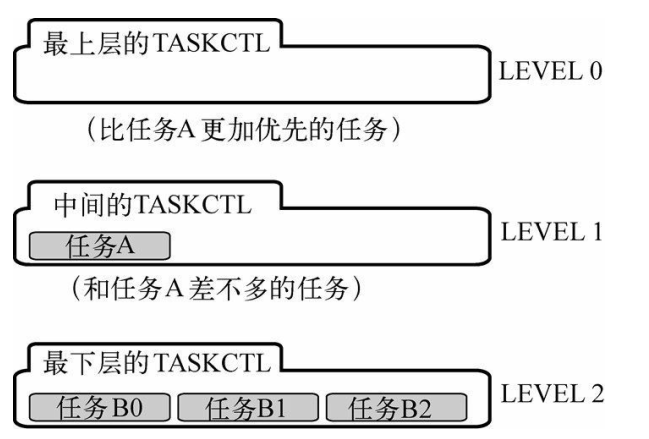 最上层的TASKCTL
LEVEL 0
（比任务A 更加优先的任务）
中间的TASKCTL
LEVEL 1
任务A
（和任务A 差不多的任务）
最下层的TASKCTL
LEVEL 2
任务B0 任务B1 任务B2